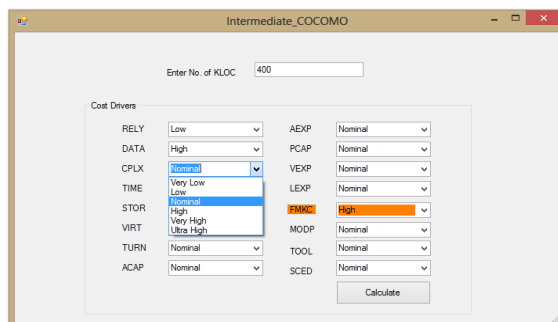 Intermediate_COCOMO
Enter No. of KLOC 400
Cost Drivers
RELY Low AEXP Nominal
DATA High PCAP Nominal
CPLX Nominal VEXP Nominal
Very Low
TIME Low LEXP Nominal
Nominal
STOR High FMKC High
Very High
VIRT Ultra High MODP Nominal
TURN Nominal TOOL Nominal
ACAP Nominal SCED Nominal
Calculate